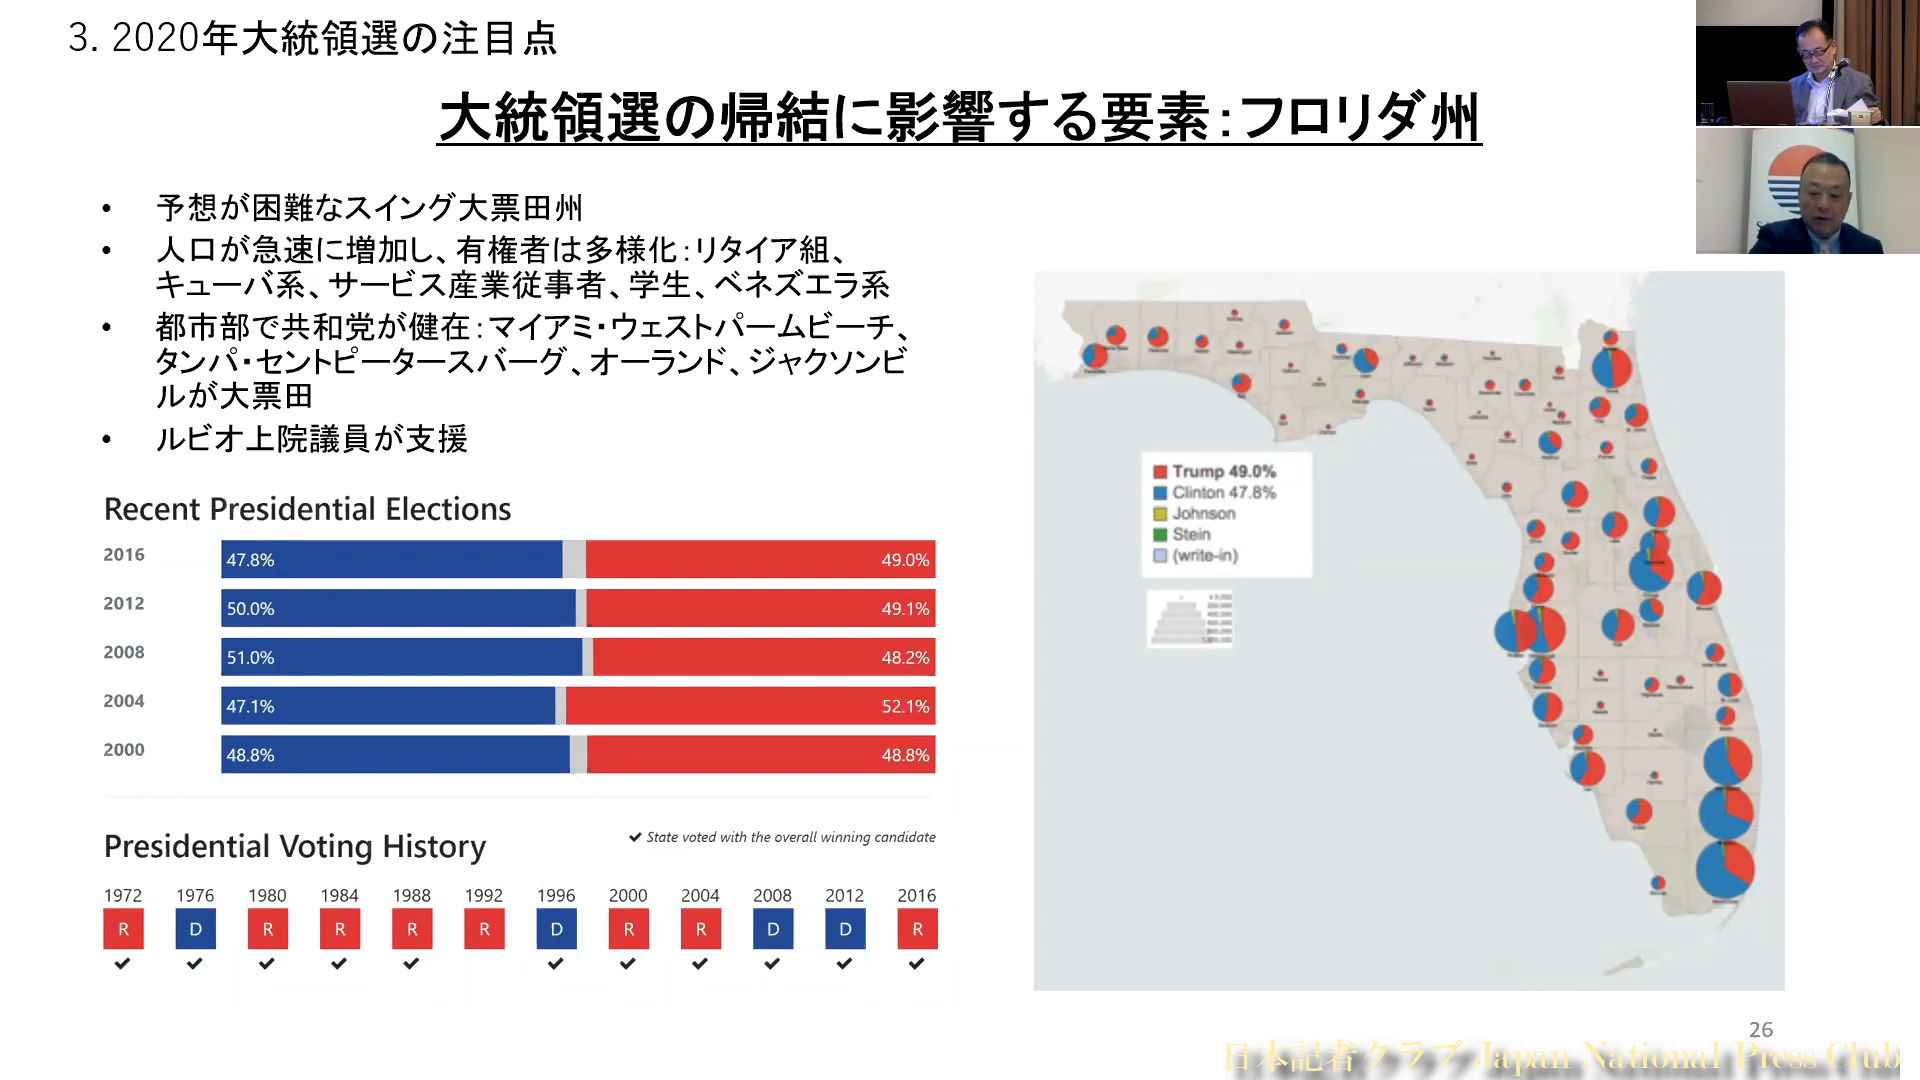 3. 2020年大統領選の注目点
大統領選の帰結に影響する要素：フロリダ州
• 予想が困難なスイング大票田州
• 人口が急速に増加し、有権者は多様化：リタイア組、
キューバ系、サービス産業従事者、学生、ベネズエラ系
• 都市部で共和党が健在：マイアミ・ウェストパームビーチ、
タンパ・セントピータースバーグ、オーランド、ジャクソンビ
ルが大票田
• ルビオ上院議員が支援
Recent Presidential Elections
2016 47.8% 49.0%
2012 50.0% 49.1%
2008 51.0% 48.2%
2004 47.1% 52.1%
2000 48.8% 48.8%
Presidential Voting History
✔ State voted with the overall winning candidate
1972 1976 1980 1984 1988 1992 1996 2000 2004 2008 2012 2016
R D R R R R D R R D D R
✔ ✔ ✔ ✔ ✔ ✔ ✔ ✔ ✔ ✔ ✔
Trump 49.0%
Clinton 47.8%
Johnson
Stein
(write-in)
26
日本記者クラブ Japan National Press Club